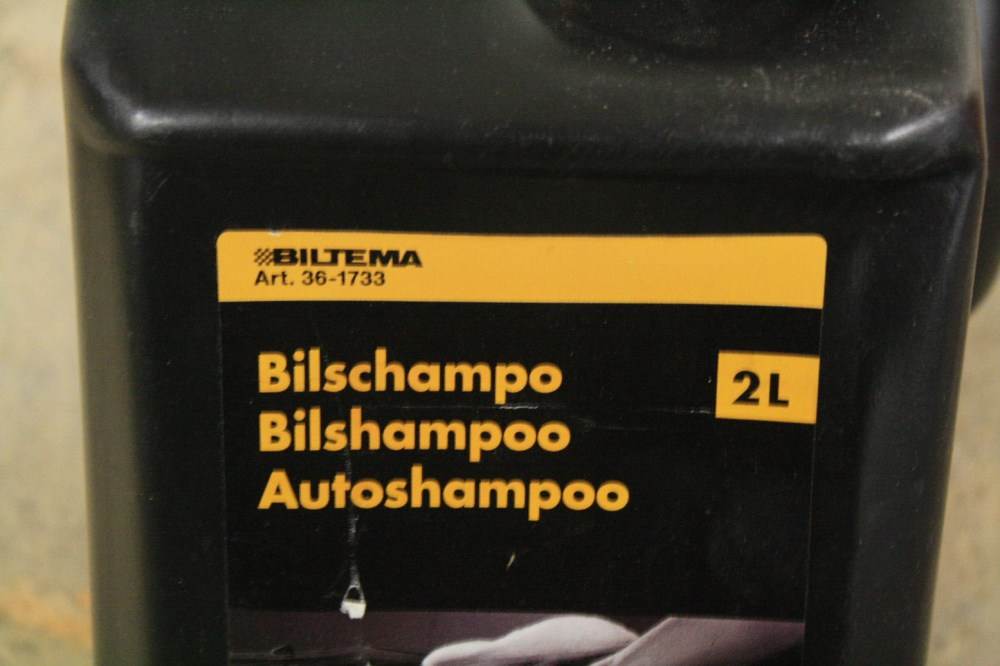 BILTEMA
Art. 36-1733
Bilschampo
2L
Bilshampoo
Autoshampoo